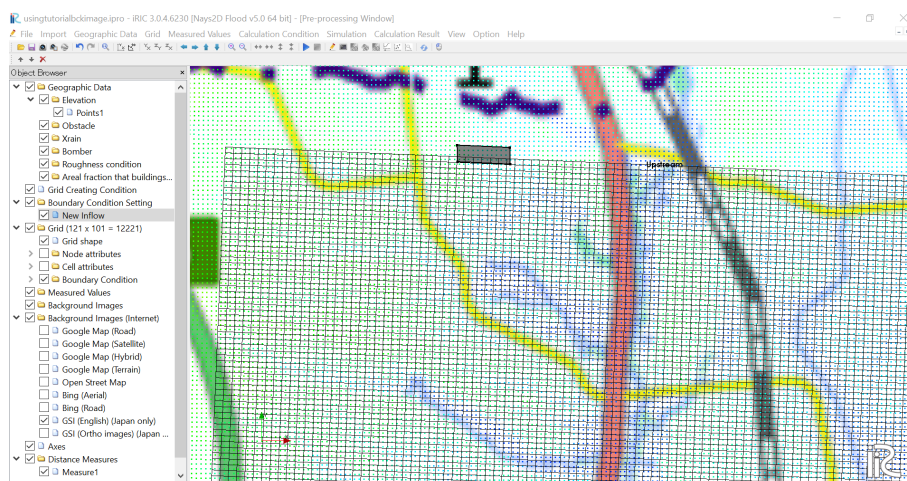 usingtutorialbckimage.ipro - iRIC 3.0.4.6230 [Nays2D Flood v5.0 64 bit] - [Pre-processing Window]
File Import Geographic Data Grid Measured Values Calculation Condition Simulation Calculation Result View Option Help
Object Browser
Geographic Data
Elevation
Points1
Obstacle
Xrain
Bomber
Roughness condition
Areal fraction that buildings...
Grid Creating Condition
Boundary Condition Setting
New Inflow
Grid (121 x 101 = 12221)
Grid shape
Node attributes
Cell attributes
Boundary Condition
Measured Values
Background Images
Background Images (Internet)
Google Map (Road)
Google Map (Satellite)
Google Map (Hybrid)
Google Map (Terrain)
Open Street Map
Bing (Aerial)
Bing (Road)
GSI (English) (Japan only)
GSI (Ortho images) (Japan ...
Axes
Distance Measures
Measure1
Upstream